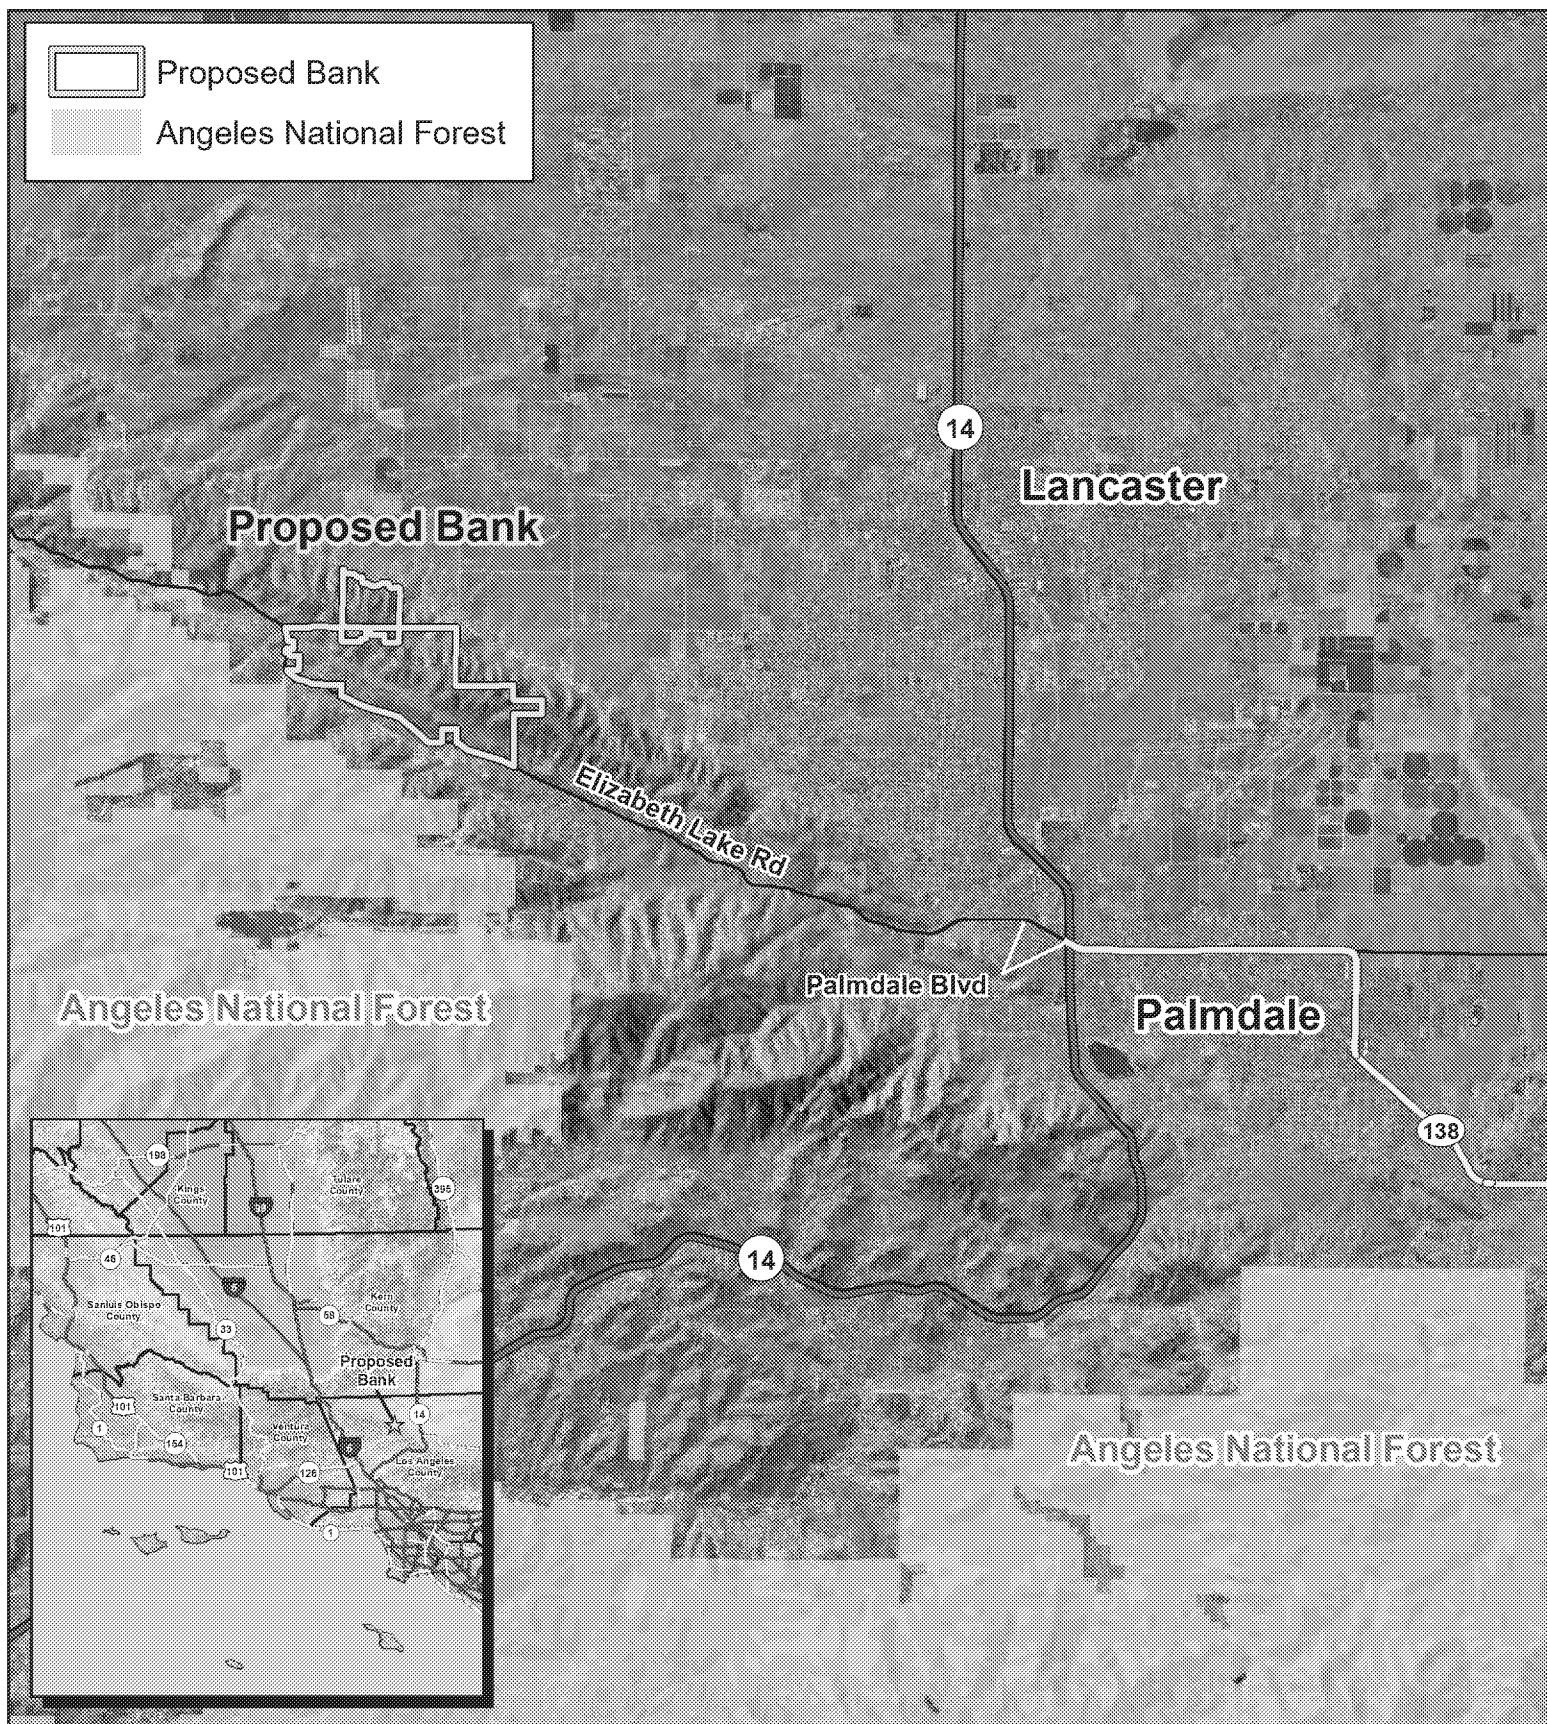 Proposed Bank
Angeles National Forest
14
Lancaster
Proposed Bank
Elizabeth Lake Rd
Palmdale Blvd
Angeles National Forest
Palmdale
138
14
Angeles National Forest
198
Kings
County
Tulare
County
395
101
46
Sanluis Obispo
County
Kern
County
58
33
Proposed
Bank
Santa Barbara
County
101
14
1
Ventura
County
154
Los Angeles
County
101
126
1